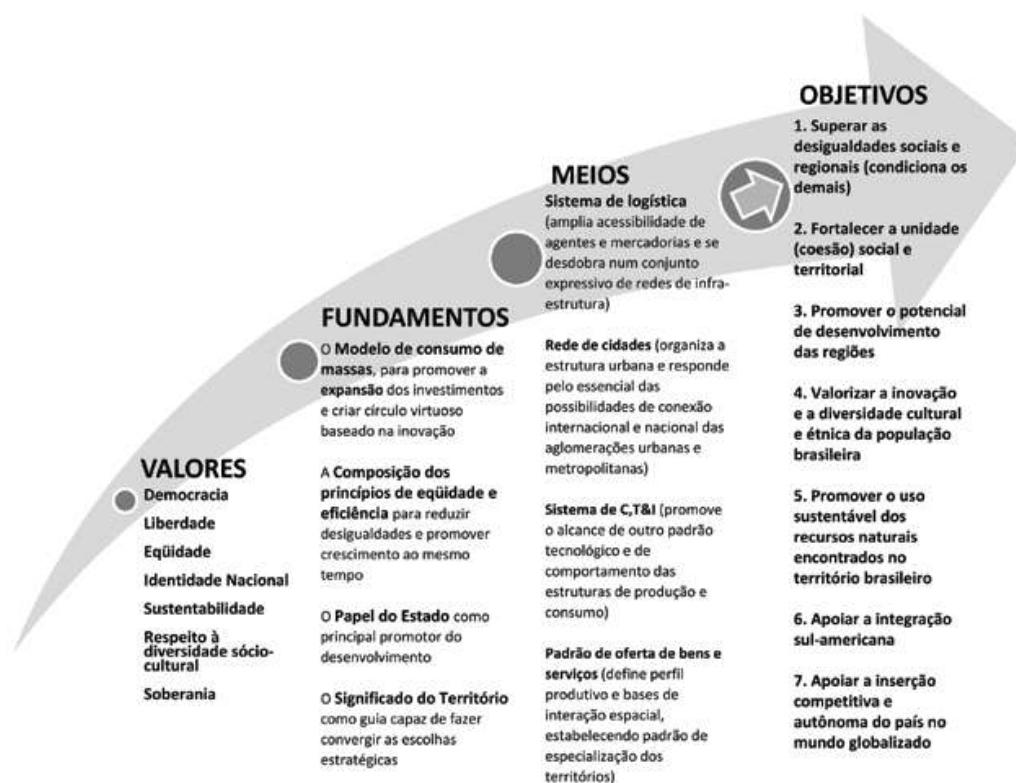 VALORES
Democracia
Liberdade
Eqüidade
Identidade Nacional
Sustentabilidade
Respeito à
diversidade sócio-
cultural
Soberania
FUNDAMENTOS
O Modelo de consumo de
massas, para promover a
expansão dos investimentos
e criar círculo virtuoso
baseado na inovação
A Composição dos
princípios de eqüidade e
eficiência para reduzir
desigualdades e promover
crescimento ao mesmo
tempo
O Papel do Estado como
principal promotor do
desenvolvimento
O Significado do Território
como guia capaz de fazer
convergir as escolhas
estratégicas
MEIOS
Sistema de logística
(amplia acessibilidade de
agentes e mercadorias e se
desdobra num conjunto
expressivo de redes de infra-
estrutura)
Rede de cidades (organiza a
estrutura urbana e responde
pelo essencial das
possibilidades de conexão
internacional e nacional das
aglomerações urbanas e
metropolitanas)
Sistema de C,T&I (promove
o alcance de outro padrão
tecnológico e de
comportamento das
estruturas de produção e
consumo)
Padrão de oferta de bens e
serviços (define perfil
produtivo e bases de
interação espacial,
estabelecendo padrão de
especialização dos
territórios)
OBJETIVOS
1. Superar as
desigualdades sociais e
regionais (condiciona os
demais)
2. Fortalecer a unidade
(coesão) social e
territorial
3. Promover o potencial
de desenvolvimento
das regiões
4. Valorizar a inovação
e a diversidade cultural
e étnica da população
brasileira
5. Promover o uso
sustentável dos
recursos naturais
encontrados no
território brasileiro
6. Apoiar a integração
sul-americana
7. Apoiar a inserção
competitiva e
autônoma do país no
mundo globalizado